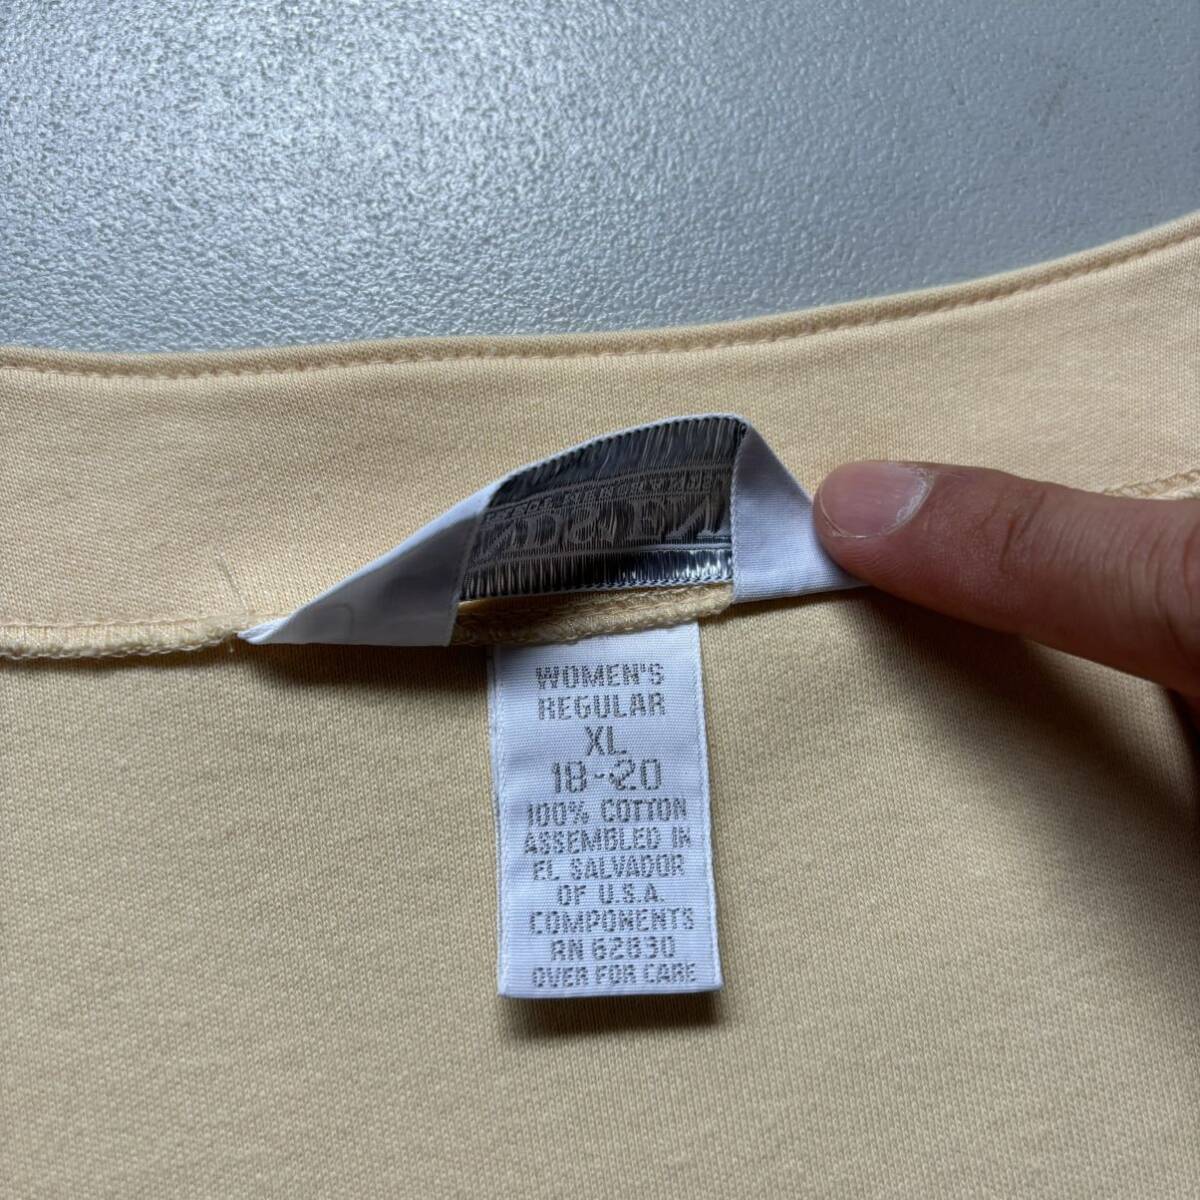 WOMEN'S
REGULAR
XL
18-20
100% COTTON
ASSEMBLED IN
EL SALVADOR
OF U.S.A.
COMPONENTS
RN 62830
OVER FOR CARE